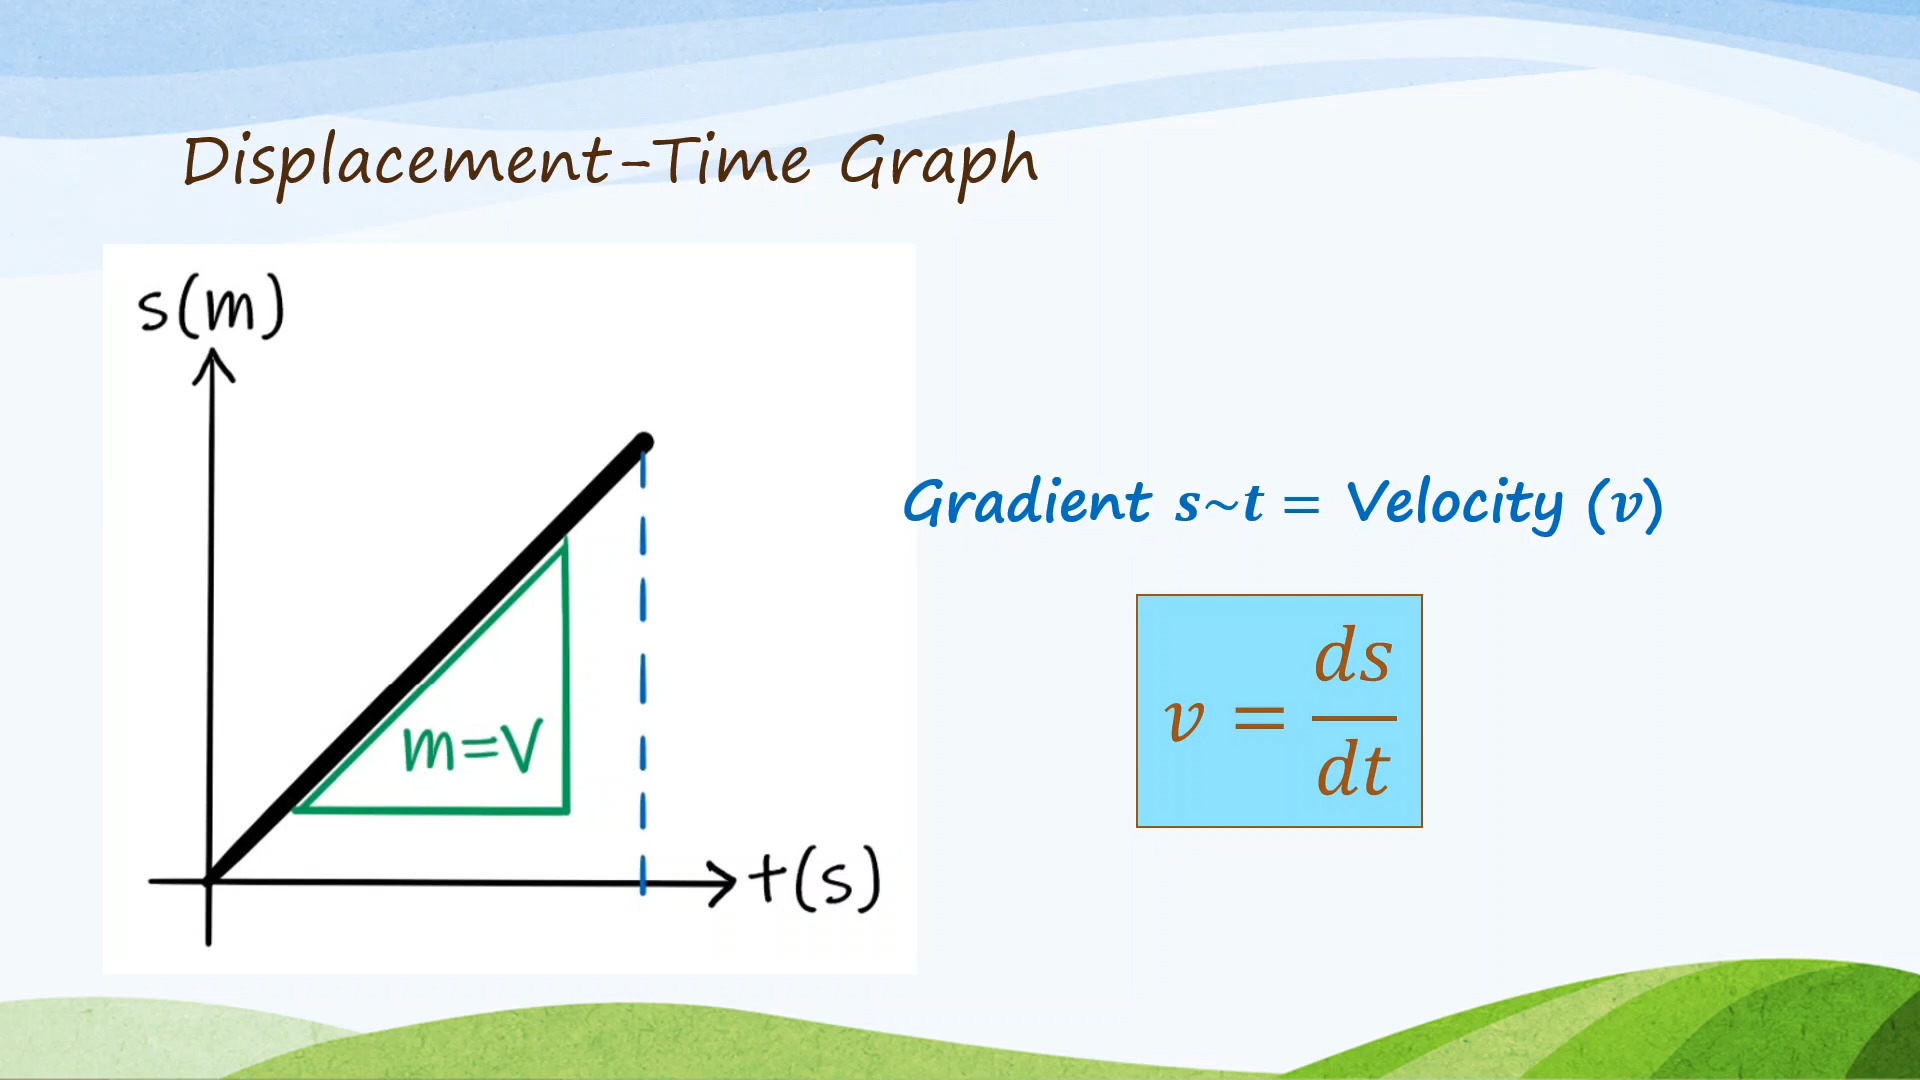 Displacement-Time Graph
s(m)
Gradient s~t = Velocity (v)
v = ds/dt
m=V
t(s)